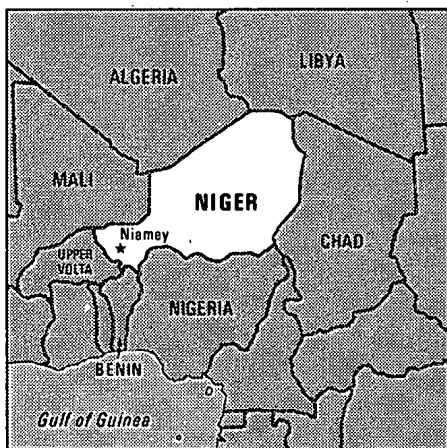 LIBYA
ALGERIA
MALI
NIGER
Niamey
CHAD
UPPER
VOLTA
NIGERIA
BENIN
Gulf of Guinea